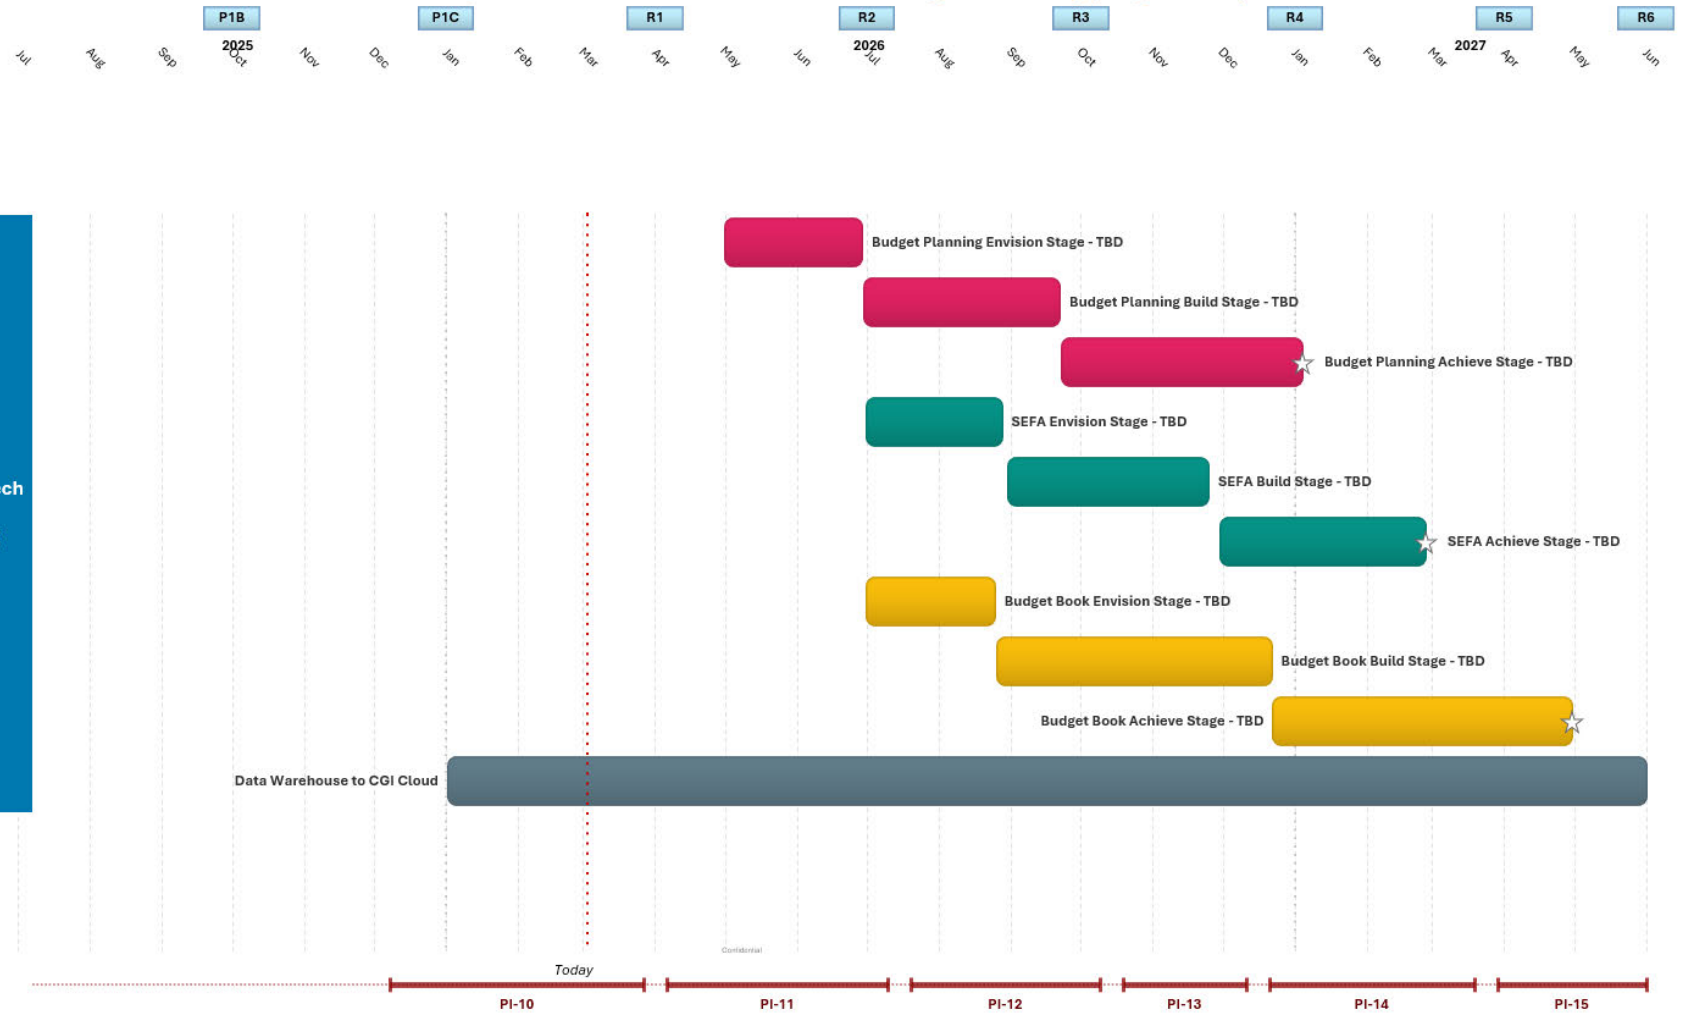 P1B P1C R1 R2 R3 R4 R5 R6
2025 2026 2027
Jul Aug Sep Oct Nov Dec Jan Feb Mar Apr May Jun Jul Aug Sep Oct Nov Dec Jan Feb Mar Apr May Jun
Budget Planning Envision Stage - TBD
Budget Planning Build Stage - TBD
Budget Planning Achieve Stage - TBD
SEFA Envision Stage - TBD
ech
SEFA Build Stage - TBD
SEFA Achieve Stage - TBD
Budget Book Envision Stage - TBD
Budget Book Build Stage - TBD
Budget Book Achieve Stage - TBD
Data Warehouse to CGI Cloud
Confidential
Today
PI-10 PI-11 PI-12 PI-13 PI-14 PI-15